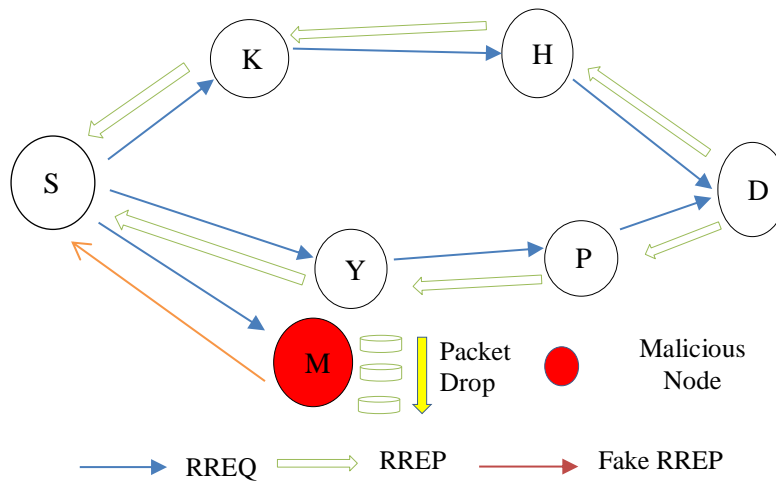 K
H
S
D
Y
P
M
Packet
Drop
Malicious
Node
RREQ
RREP
Fake RREP